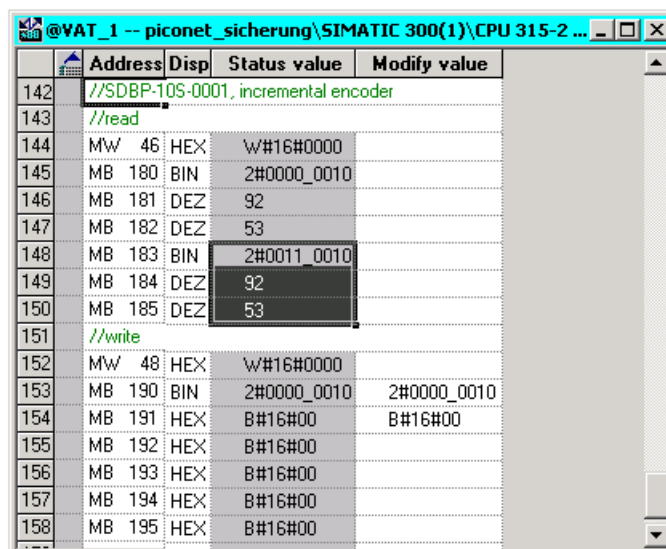 @VAT_1 -- piconet_sicherung\SIMATIC 300(1)\CPU 315-2 ...
Address Disp Status value Modify value
142 //SDBP-10S-0001, incremental encoder
143 //read
144 MW 46 HEX W#16#0000
145 MB 180 BIN 2#0000_0010
146 MB 181 DEZ 92
147 MB 182 DEZ 53
148 MB 183 BIN 2#0011_0010
149 MB 184 DEZ 92
150 MB 185 DEZ 53
151 //write
152 MW 48 HEX W#16#0000
153 MB 190 BIN 2#0000_0010 2#0000_0010
154 MB 191 HEX B#16#00 B#16#00
155 MB 192 HEX B#16#00
156 MB 193 HEX B#16#00
157 MB 194 HEX B#16#00
158 MB 195 HEX B#16#00